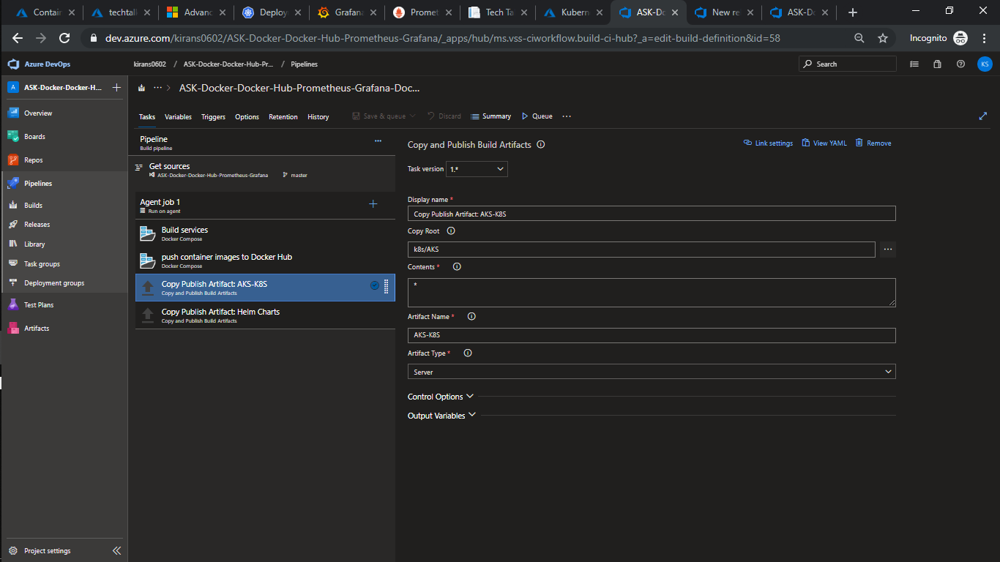 Contain
techtalk
Advanc
Deploy
Grafana
Promet
Tech Ta
Kubern
ASK-Do
New re
ASK-Do
dev.azure.com/kirans0602/ASK-Docker-Docker-Hub-Prometheus-Grafana/_apps/hub/ms.vss-ciworkflow.build-ci-hub?_a=edit-build-definition&id=58
Incognito
Azure DevOps
kirans0602 / ASK-Docker-Docker-Hub-Pr... / Pipelines
Search
KS
A
ASK-Docker-Docker-H...
Overview
Boards
Repos
Pipelines
Builds
Releases
Library
Task groups
Deployment groups
Test Plans
Artifacts
Project settings
ASK-Docker-Docker-Hub-Prometheus-Grafana-Doc...
Tasks Variables Triggers Options Retention History
Save & queue Discard Summary Queue
Pipeline
Build pipeline
Get sources
ASK-Docker-Docker-Hub-Prometheus-Grafana master
Agent job 1
Run on agent
Build services
Docker Compose
push container images to Docker Hub
Docker Compose
Copy Publish Artifact: AKS-K8S
Copy and Publish Build Artifacts
Copy Publish Artifact: Helm Charts
Copy and Publish Build Artifacts
Copy and Publish Build Artifacts
Link settings View YAML Remove
Task version 1.*
Display name *
Copy Publish Artifact: AKS-K8S
Copy Root
k8s/AKS
Contents *
*
Artifact Name *
AKS-K8S
Artifact Type *
Server
Control Options
Output Variables